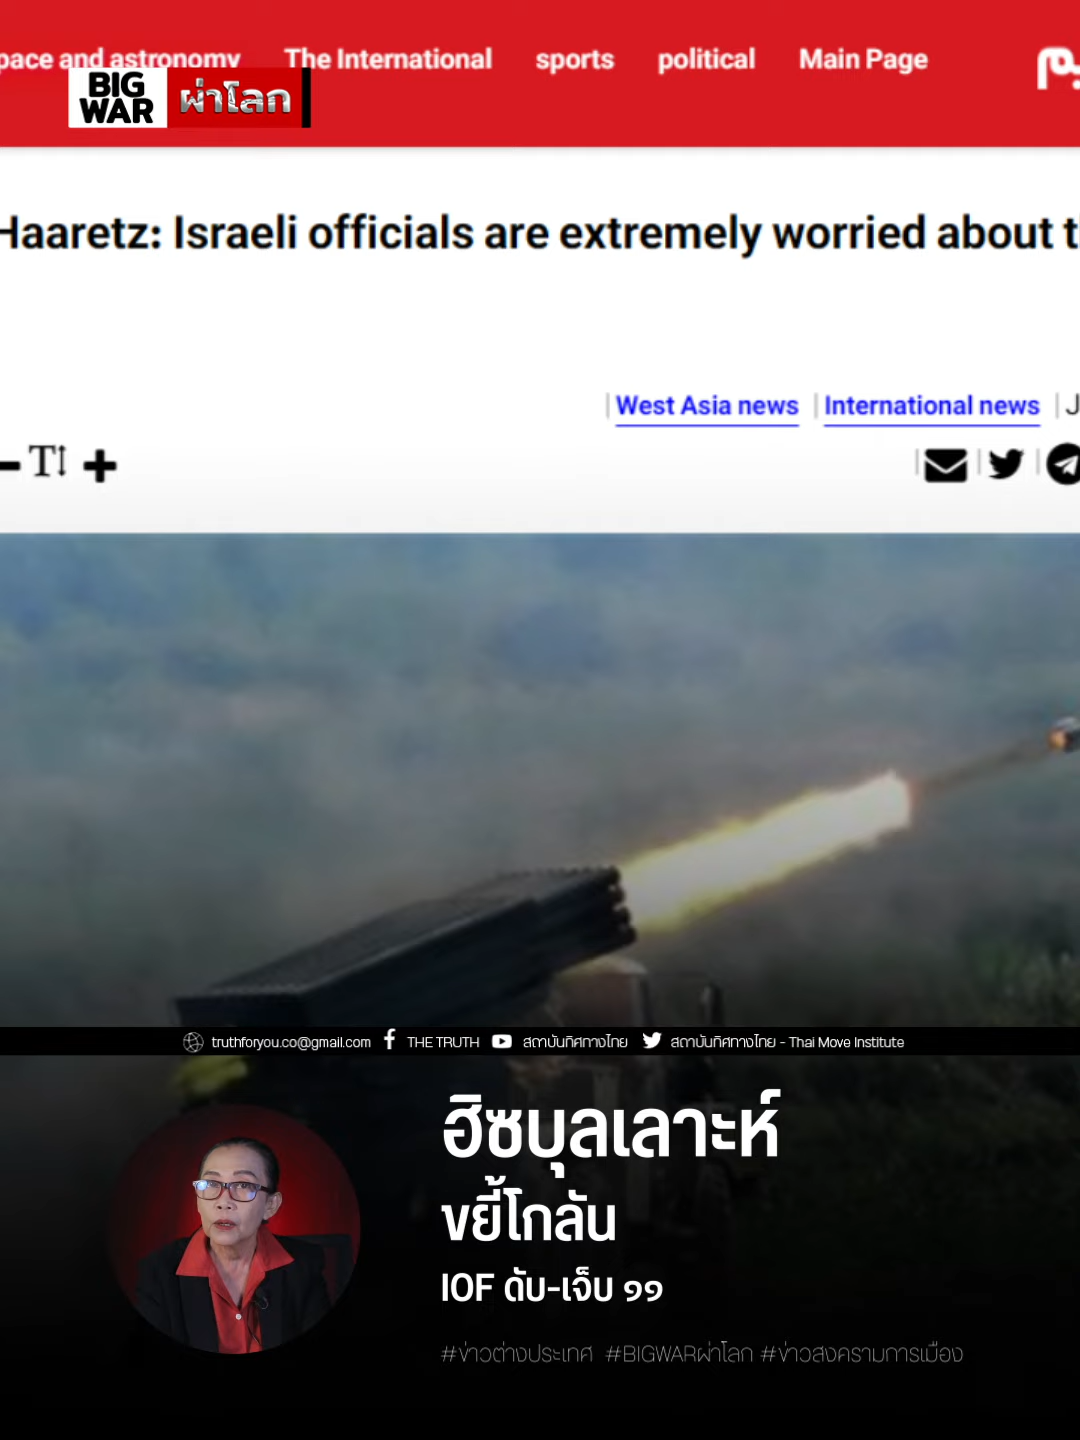 pace and astronomy The International sports political Main Page
BIG
WAR
ผ่าโลก
Haaretz: Israeli officials are extremely worried about t
West Asia news International news J
T
truthforyou.co@gmail.com THE TRUTH สถาบันทิศทางไทย สถาบันทิศทางไทย - Thai Move Institute
ฮิซบุลเลาะห์
ขยี้โกลัน
IOF ดับ-เจ็บ ๑๑
#ข่าวต่างประเทศ #BIGWARผ่าโลก #ข่าวสงครามการเมือง